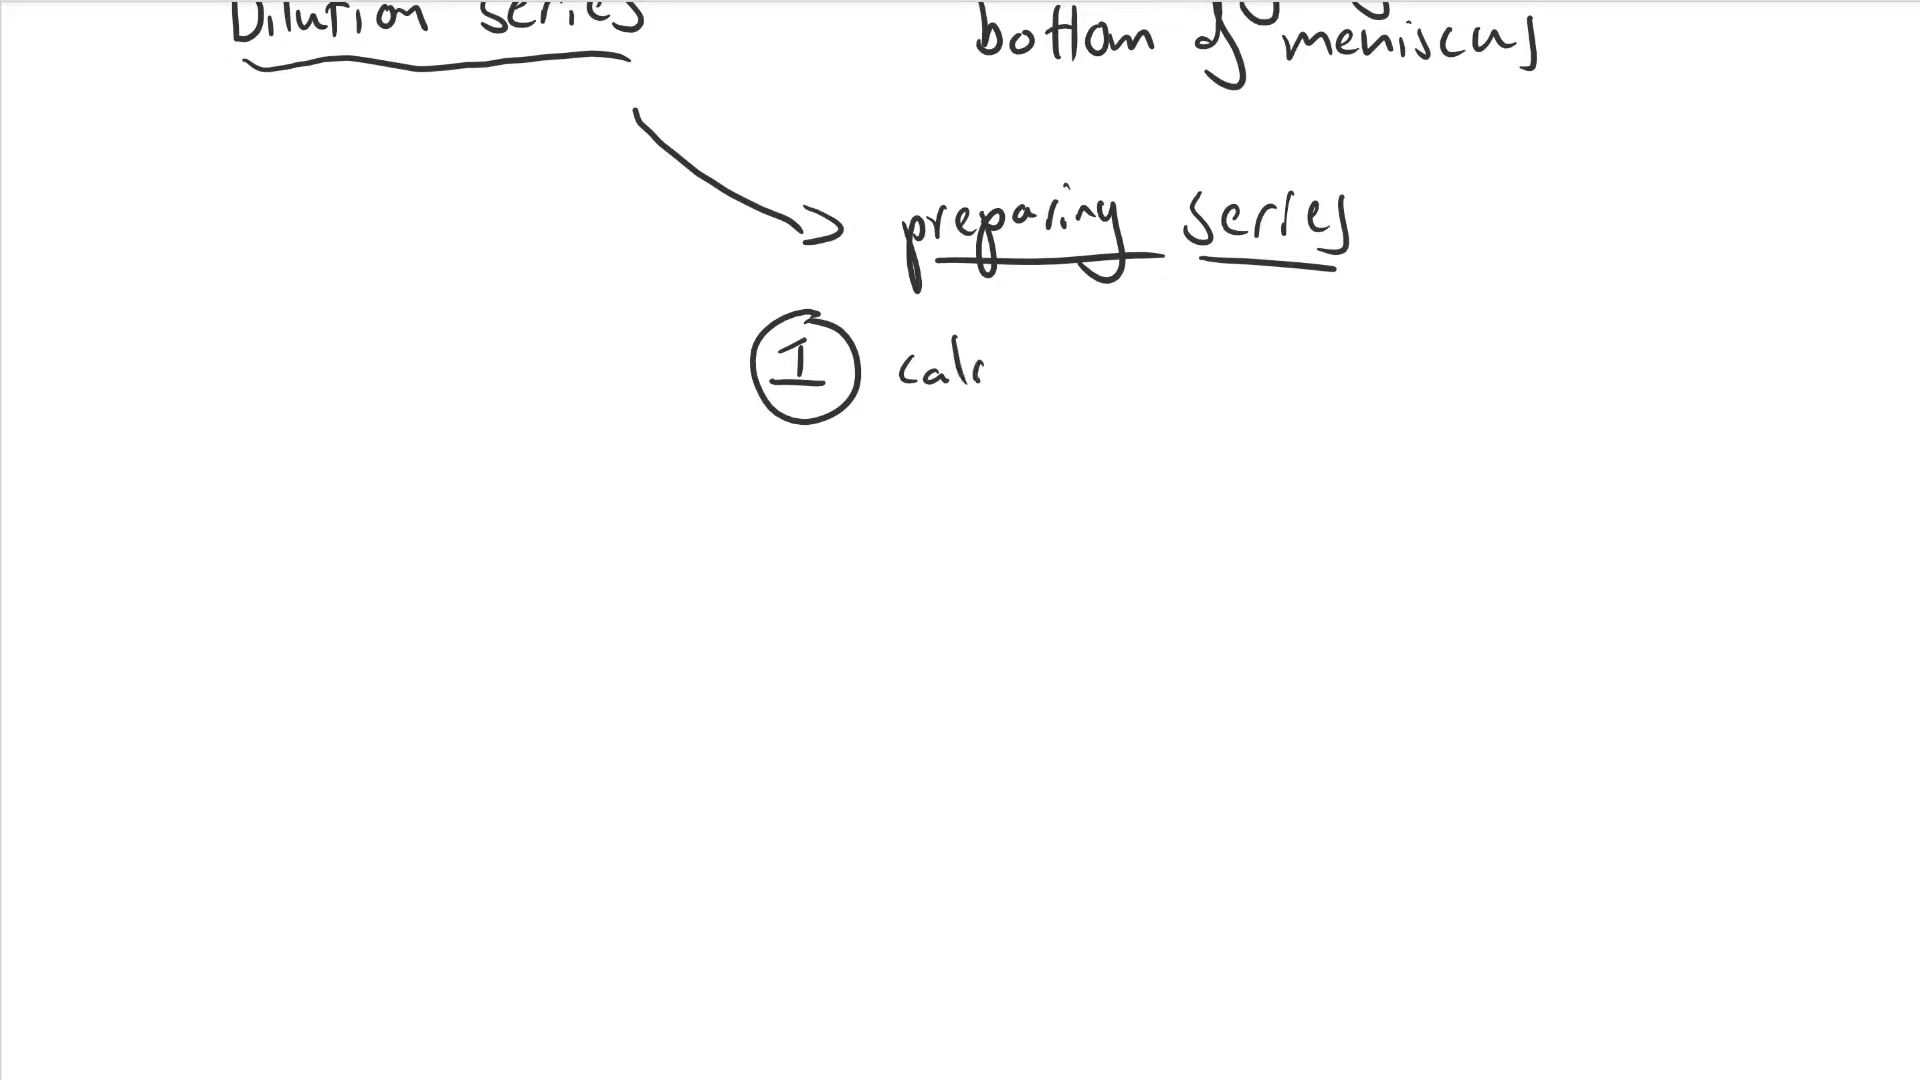 Dilution series
bottom of meniscus
preparing series
1 calc